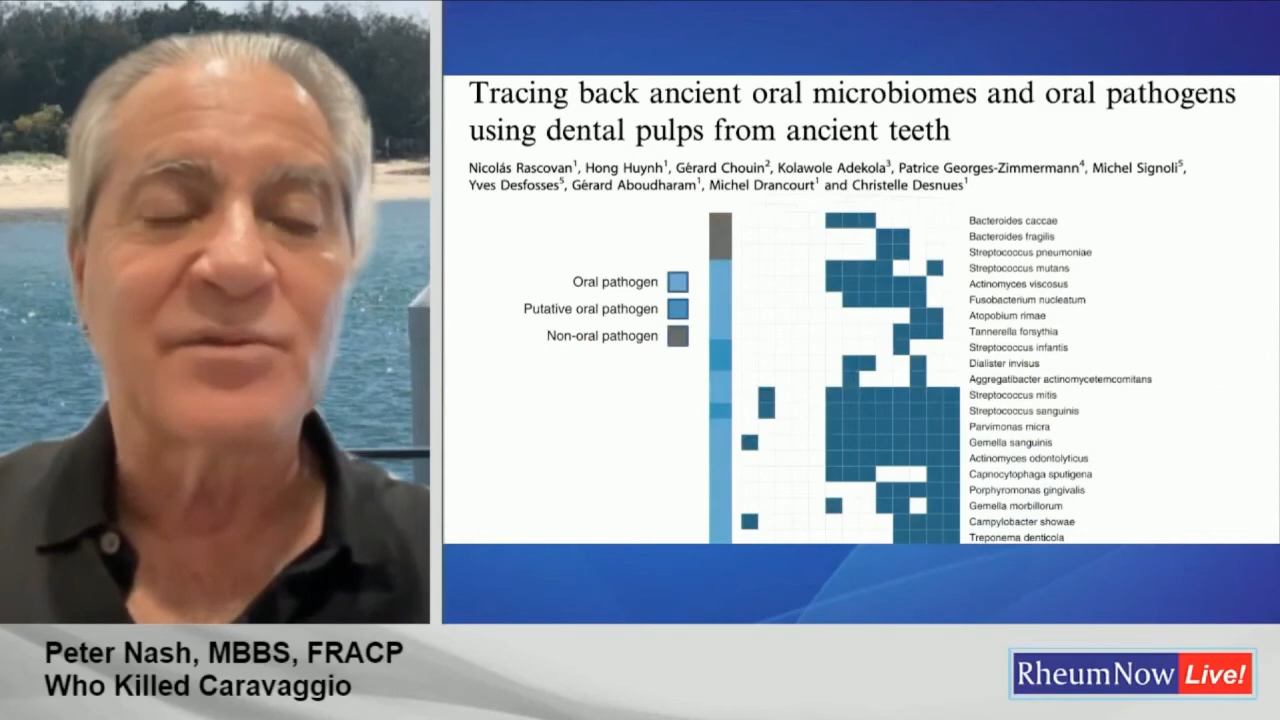 Tracing back ancient oral microbiomes and oral pathogens
using dental pulps from ancient teeth
Nicolás Rascovan¹, Hong Huynh¹, Gérard Chouin², Kolawole Adekola³, Patrice Georges-Zimmermann⁴, Michel Signoli⁵,
Yves Desfosses⁵, Gérard Aboudharam¹, Michel Drancourt¹ and Christelle Desnues¹
Oral pathogen
Putative oral pathogen
Non-oral pathogen
Bacteroides caccae
Bacteroides fragilis
Streptococcus pneumoniae
Streptococcus mutans
Actinomyces viscosus
Fusobacterium nucleatum
Atopobium rimae
Tannerella forsythia
Streptococcus infantis
Dialister invisus
Aggregatibacter actinomycetemcomitans
Streptococcus mitis
Streptococcus sanguinis
Parvimonas micra
Gemella sanguinis
Actinomyces odontolyticus
Capnocytophaga sputigena
Porphyromonas gingivalis
Gemella morbillorum
Campylobacter showae
Treponema denticola
Peter Nash, MBBS, FRACP
Who Killed Caravaggio
RheumNow Live!